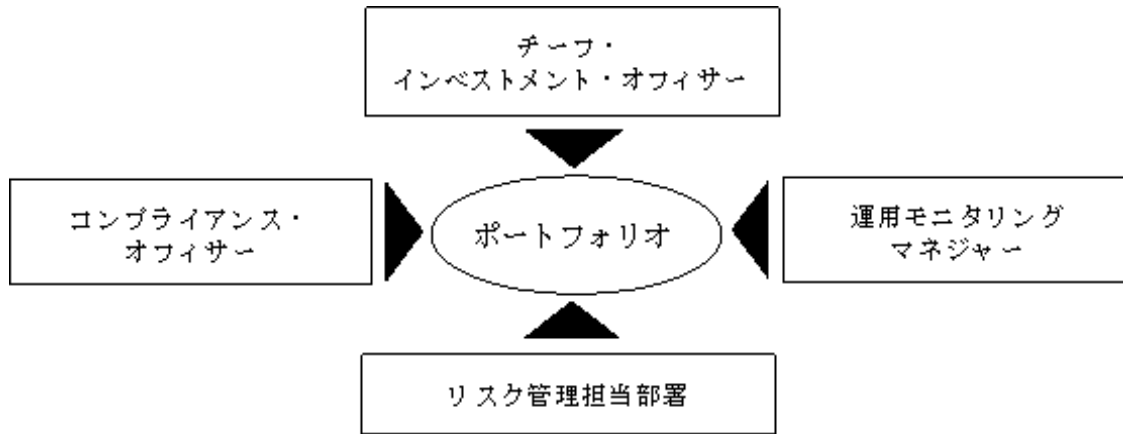 チーフ・
インベストメント・オフィサー
コンプライアンス・
オフィサー
ポートフォリオ
運用モニタリング
マネジャー
リスク管理担当部署